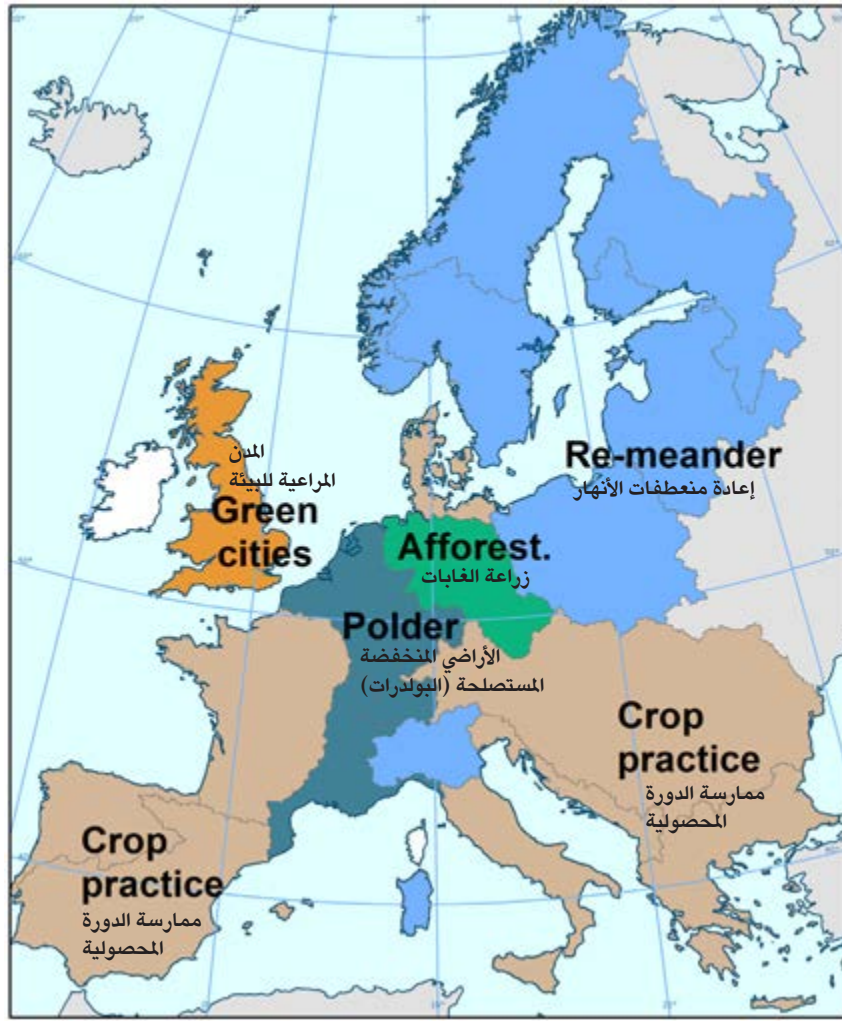 المدن
المراعية للبيئة
Green
cities
Re-meander
إعادة منعطفات الأنهار
Afforest.
زراعة الغابات
Polder
الأراضي المنخفضة
المستصلحة (البولدرات)
Crop
practice
ممارسة الدورة
المحصولية
Crop
practice
ممارسة الدورة
المحصولية